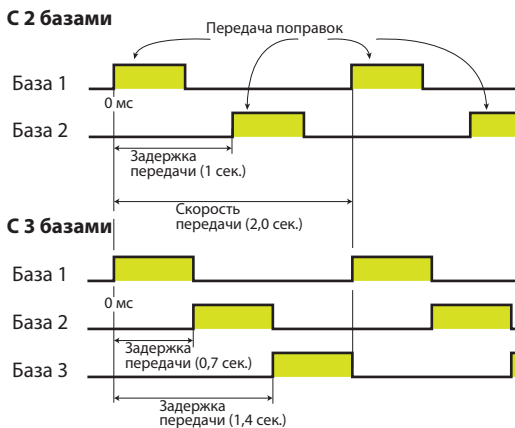 С 2 базами
Передача поправок
База 1
0 мс
База 2
Задержка
передачи (1 сек.)
Скорость
передачи (2,0 сек.)
С 3 базами
База 1
0 мс
База 2
Задержка
передачи (0,7 сек.)
База 3
Задержка
передачи (1,4 сек.)